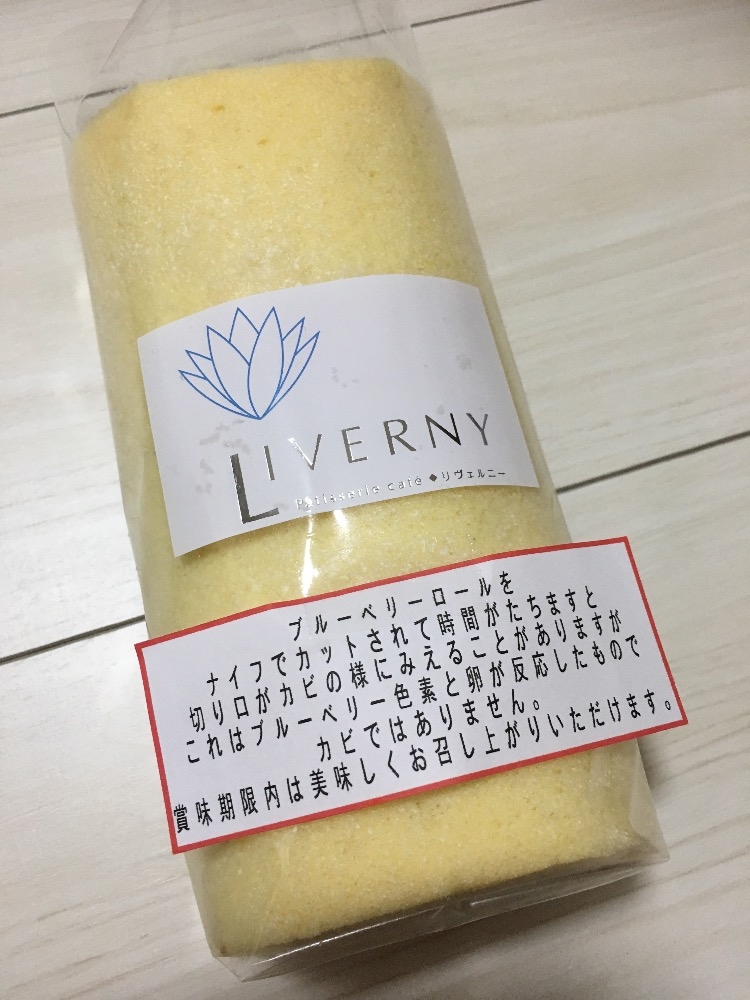 LIVERNY
Patisserie café ◆ リヴェルニー
ブルーベリーロールを
ナイフでカットされて時間がたちますと
切り口がカビの様にみえることがありますが
これはブルーベリー色素と卵が反応したもので
カビではありません。
賞味期限内は美味しくお召し上がりいただけます。